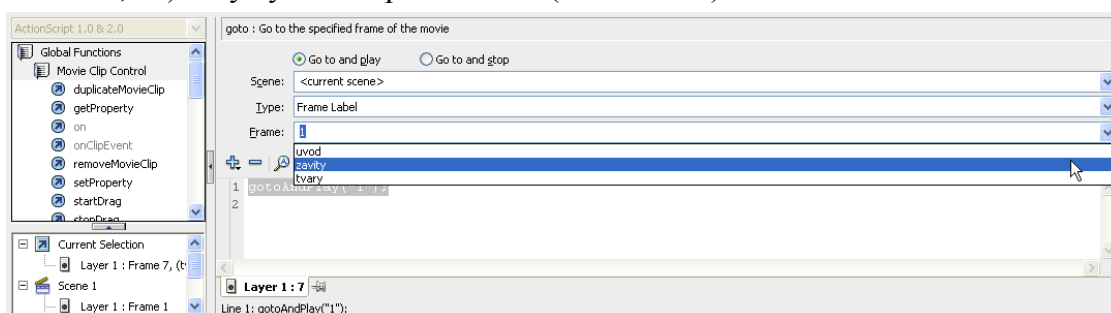 ActionScript 1.0 & 2.0
Global Functions
Movie Clip Control
duplicateMovieClip
getProperty
on
onClipEvent
removeMovieClip
setProperty
startDrag
stopDrag
Current Selection
Layer 1 : Frame 7, (t
Scene 1
Layer 1 : Frame 1
goto : Go to the specified frame of the movie
Go to and play Go to and stop
Scene: <current scene>
Type: Frame Label
Frame: 1
uvod
zavity
tvary
1 gotoAndPlay("1");
2
Layer 1 : 7
Line 1: gotoAndPlay("1");